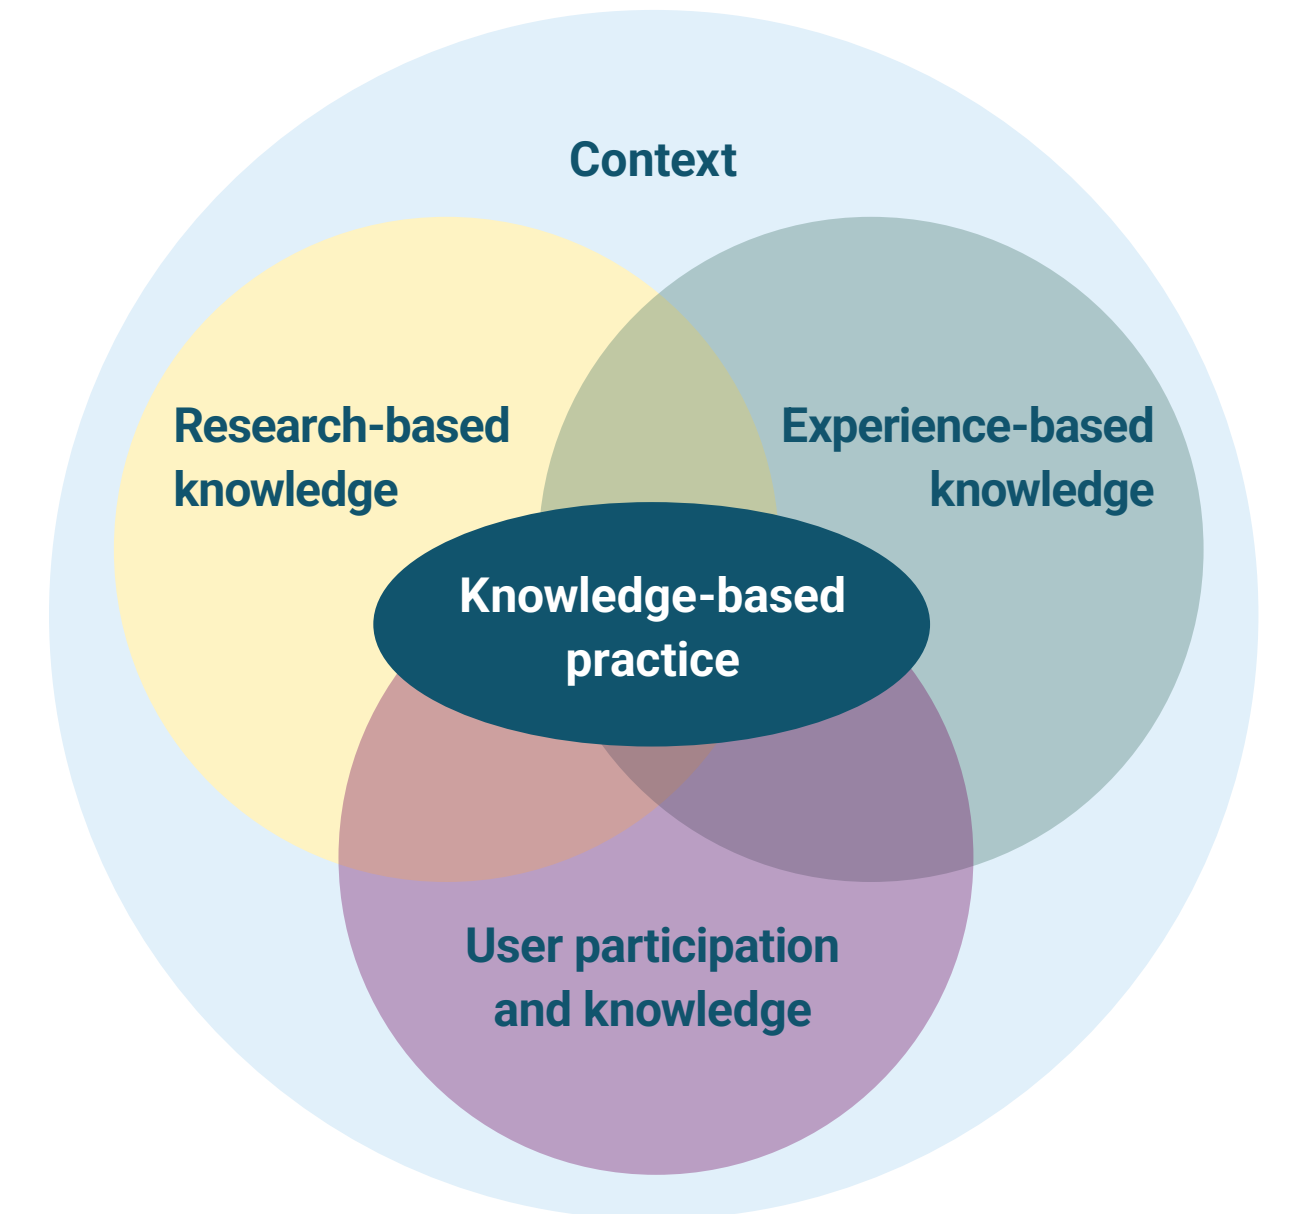 Context
Research-based
knowledge
Experience-based
knowledge
Knowledge-based
practice
User participation
and knowledge